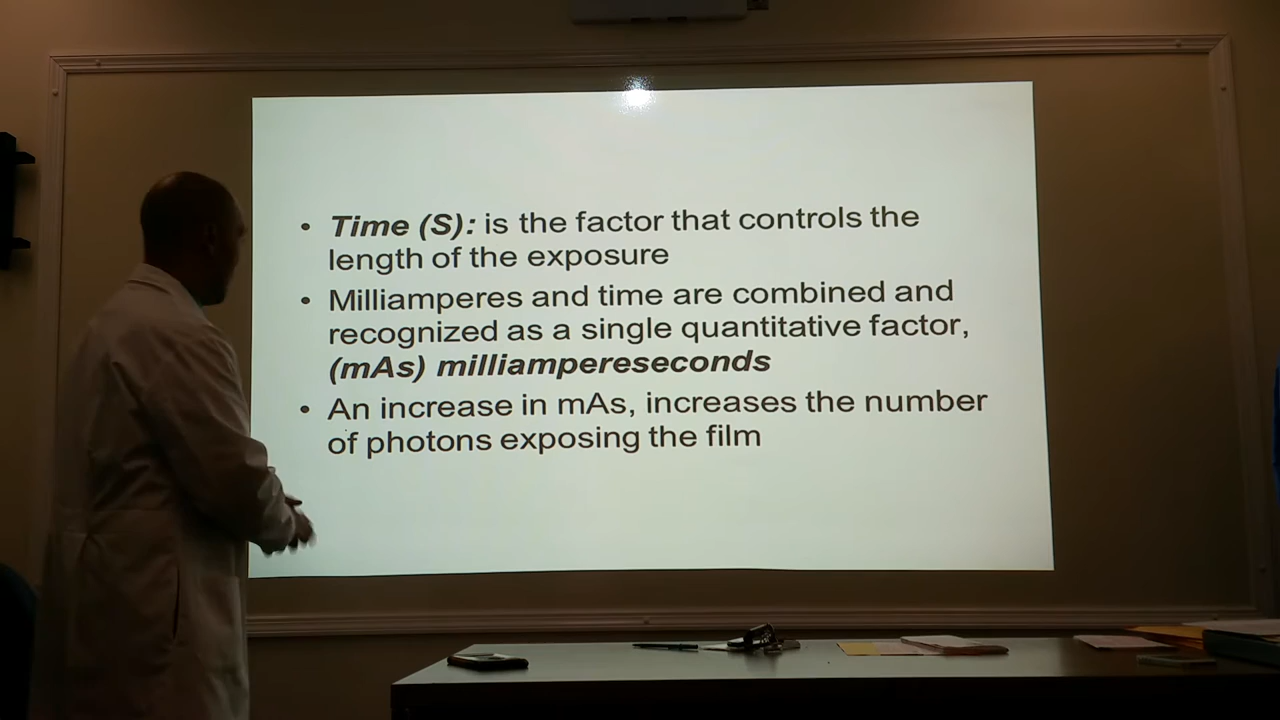 • Time (S): is the factor that controls the
length of the exposure
• Milliamperes and time are combined and
recognized as a single quantitative factor,
(mAs) milliampereseconds
• An increase in mAs, increases the number
of photons exposing the film